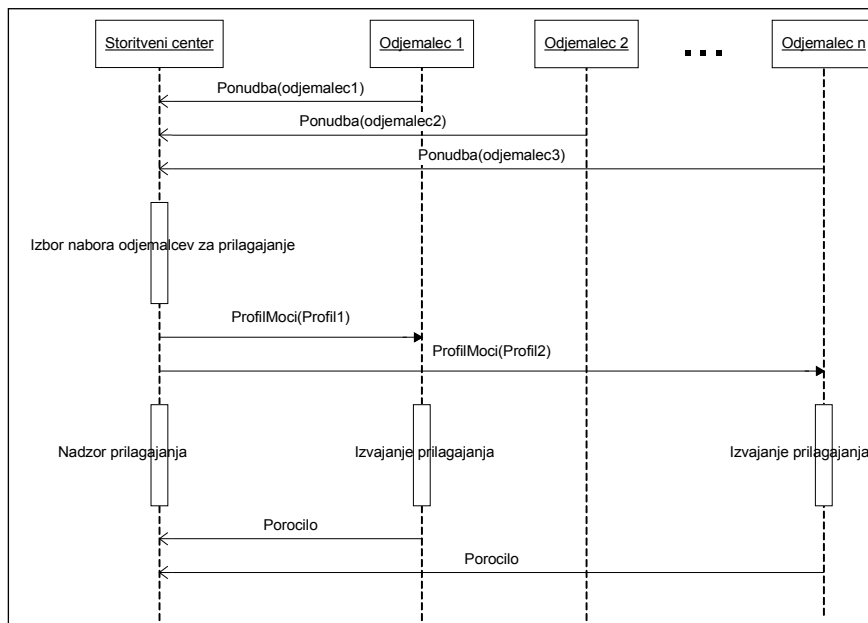 Storitveni center
Odjemalec 1
Odjemalec 2
...
Odjemalec n
Ponudba(odjemalec1)
Ponudba(odjemalec2)
Ponudba(odjemalec3)
Izbor nabora odjemalcev za prilagajanje
ProfilMoci(Profil1)
ProfilMoci(Profil2)
Nadzor prilagajanja
Izvajanje prilagajanja
Izvajanje prilagajanja
Porocilo
Porocilo